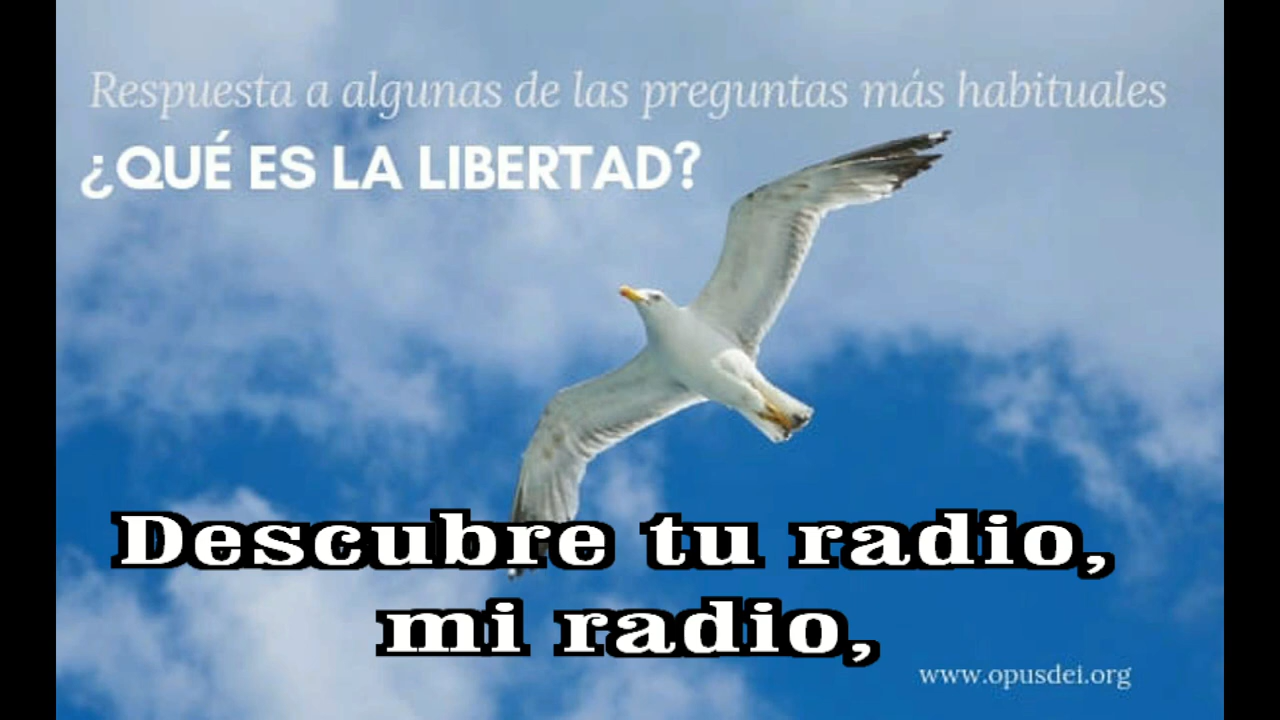 Respuesta a algunas de las preguntas más habituales
¿QUÉ ES LA LIBERTAD?
Descubre tu radio,
mi radio,
www.opusdei.org